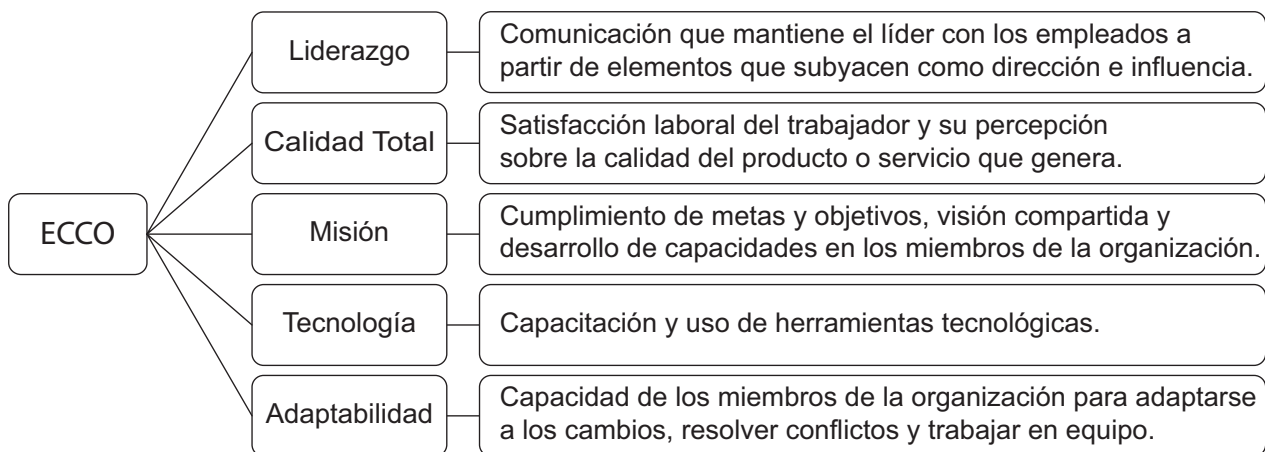 ECCO
Liderazgo
Comunicación que mantiene el líder con los empleados a
partir de elementos que subyacen como dirección e influencia.
Calidad Total
Satisfacción laboral del trabajador y su percepción
sobre la calidad del producto o servicio que genera.
Misión
Cumplimiento de metas y objetivos, visión compartida y
desarrollo de capacidades en los miembros de la organización.
Tecnología
Capacitación y uso de herramientas tecnológicas.
Adaptabilidad
Capacidad de los miembros de la organización para adaptarse
a los cambios, resolver conflictos y trabajar en equipo.